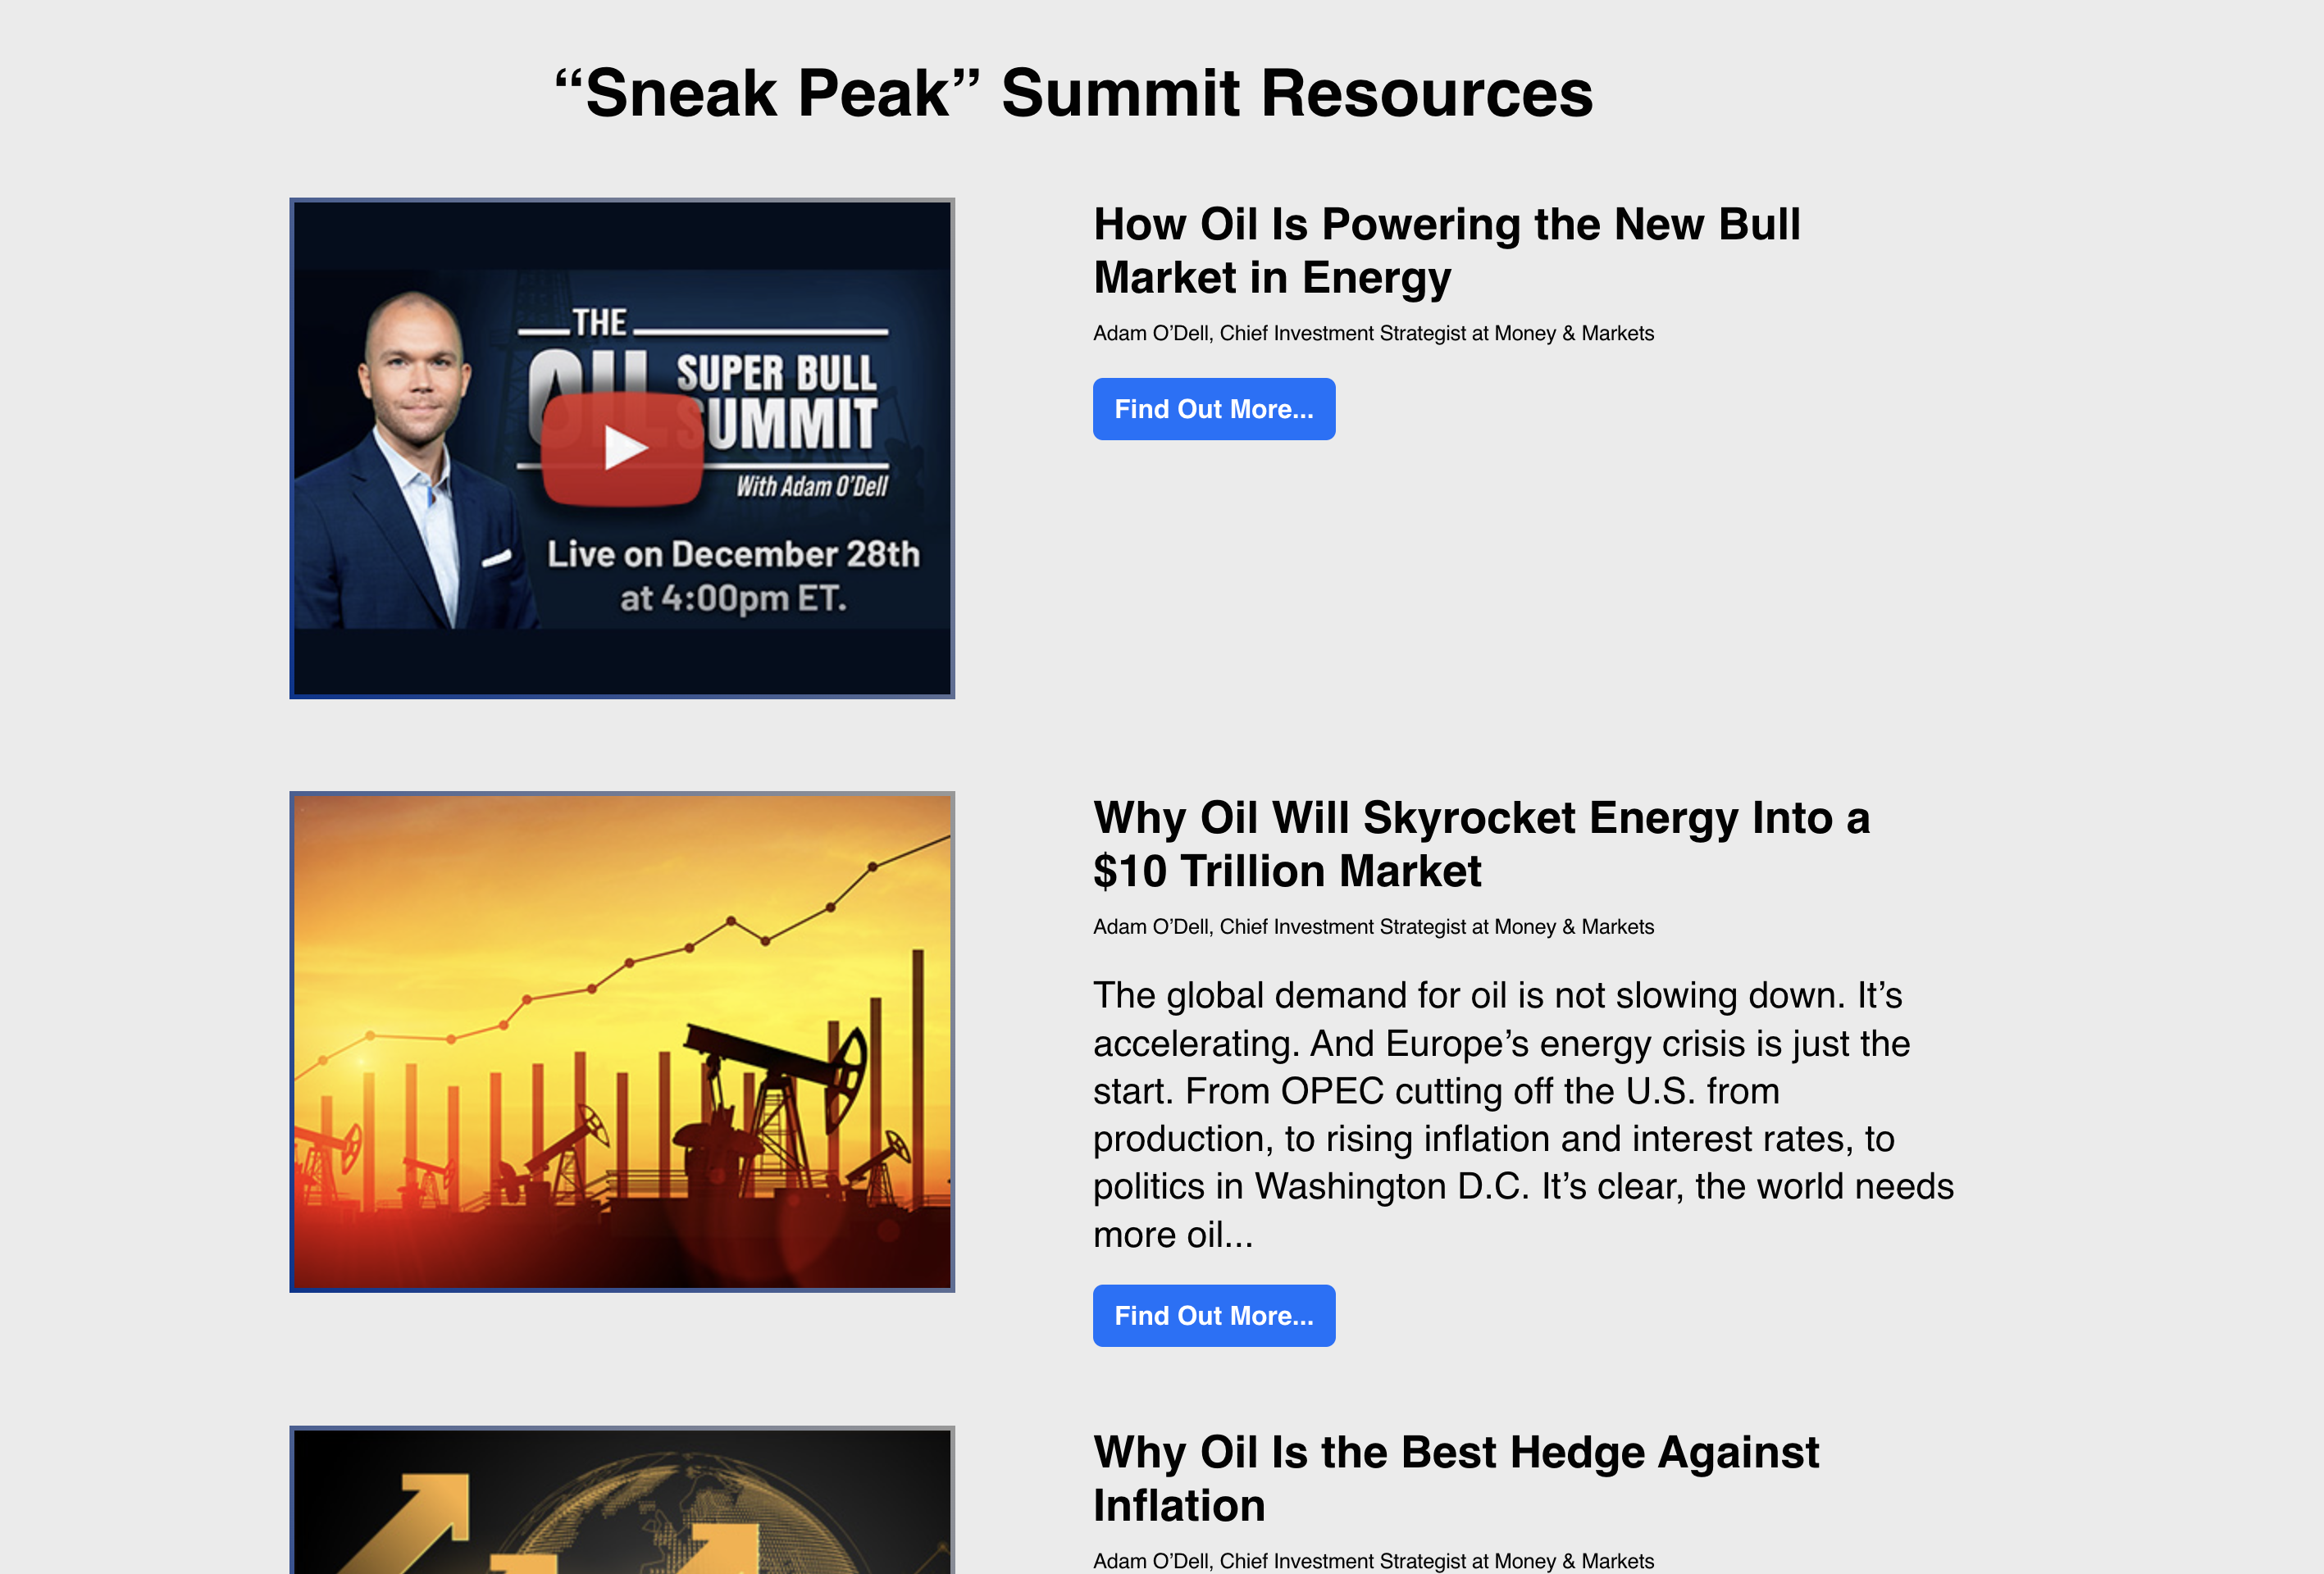 “Sneak Peak” Summit Resources
THE
OIL SUPER BULL
SUMMIT
With Adam O’Dell
Live on December 28th
at 4:00pm ET.
How Oil Is Powering the New Bull
Market in Energy
Adam O’Dell, Chief Investment Strategist at Money & Markets
Find Out More...
Why Oil Will Skyrocket Energy Into a
$10 Trillion Market
Adam O’Dell, Chief Investment Strategist at Money & Markets
The global demand for oil is not slowing down. It’s
accelerating. And Europe’s energy crisis is just the
start. From OPEC cutting off the U.S. from
production, to rising inflation and interest rates, to
politics in Washington D.C. It’s clear, the world needs
more oil...
Find Out More...
Why Oil Is the Best Hedge Against
Inflation
Adam O’Dell, Chief Investment Strategist at Money & Markets